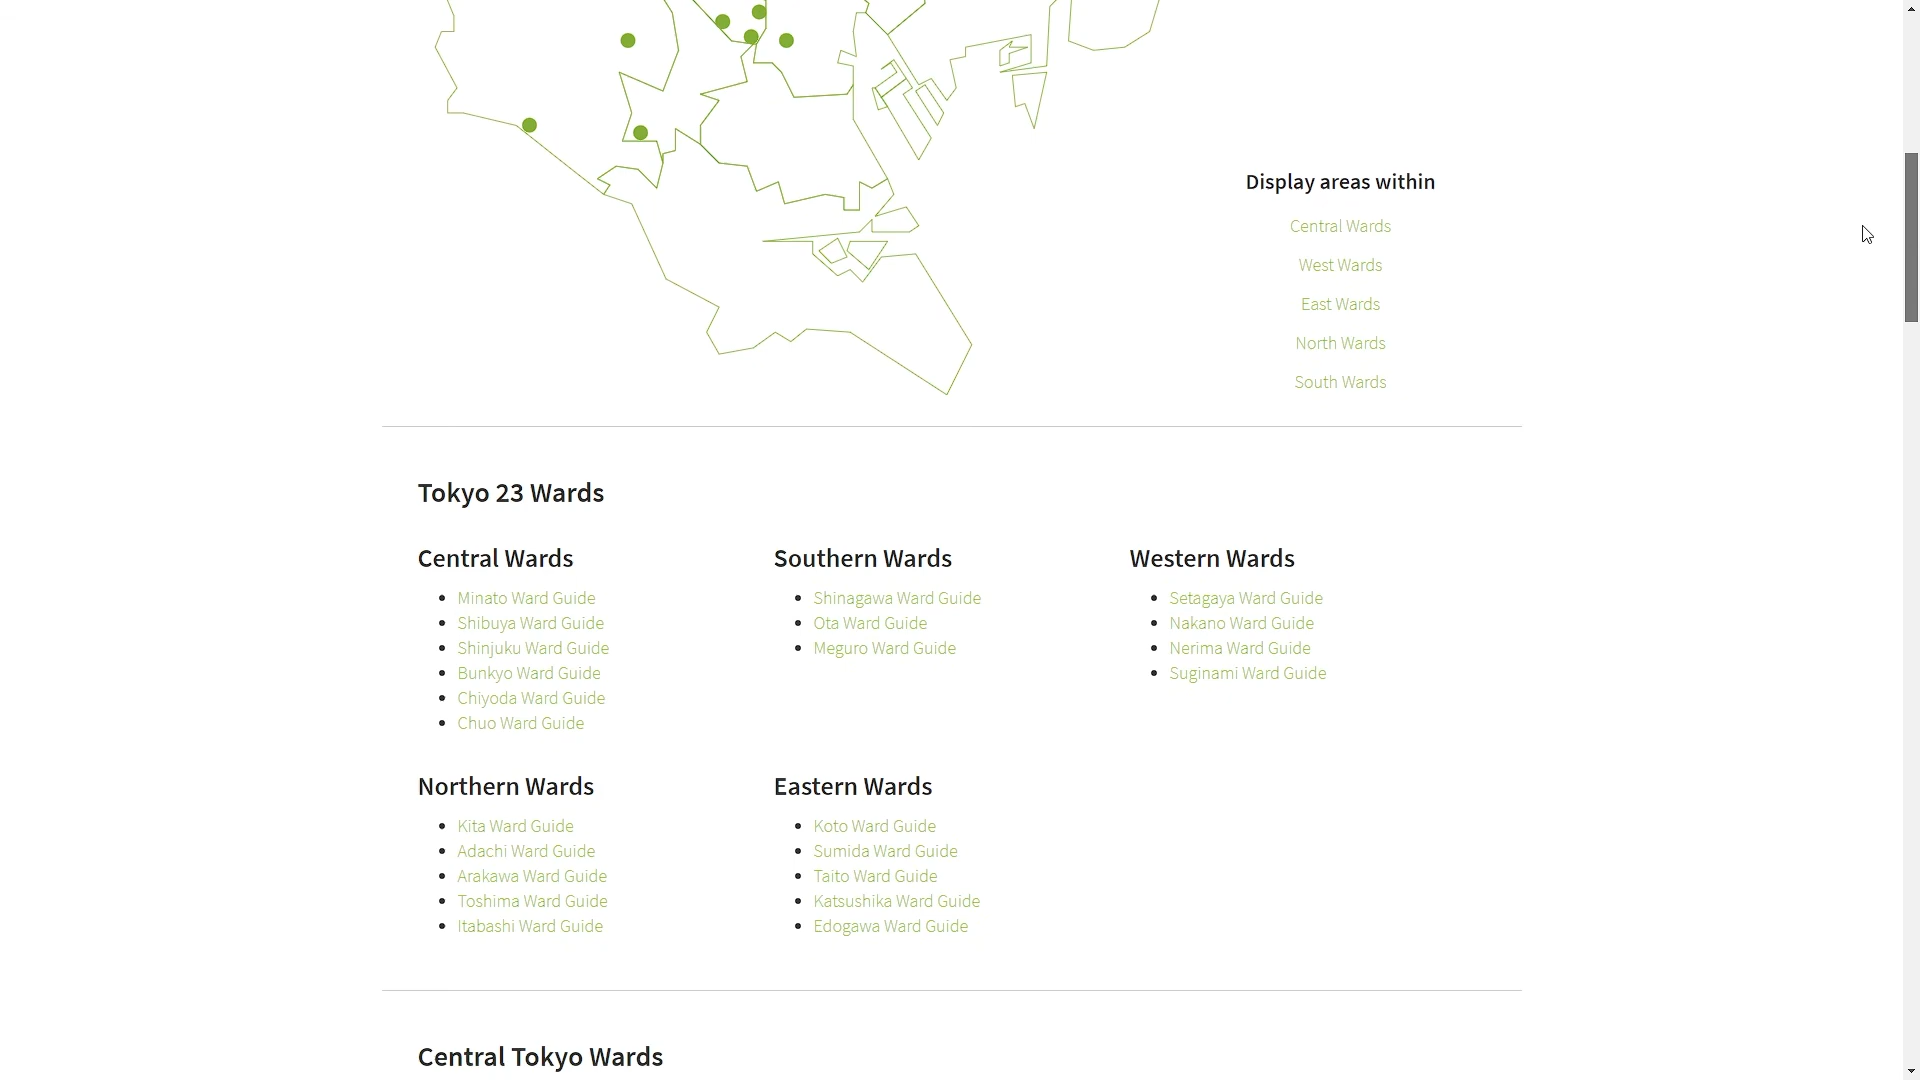 Display areas within
Central Wards
West Wards
East Wards
North Wards
South Wards
Tokyo 23 Wards
Central Wards
Minato Ward Guide
Shibuya Ward Guide
Shinjuku Ward Guide
Bunkyo Ward Guide
Chiyoda Ward Guide
Chuo Ward Guide
Southern Wards
Shinagawa Ward Guide
Ota Ward Guide
Meguro Ward Guide
Western Wards
Setagaya Ward Guide
Nakano Ward Guide
Nerima Ward Guide
Suginami Ward Guide
Northern Wards
Kita Ward Guide
Adachi Ward Guide
Arakawa Ward Guide
Toshima Ward Guide
Itabashi Ward Guide
Eastern Wards
Koto Ward Guide
Sumida Ward Guide
Taito Ward Guide
Katsushika Ward Guide
Edogawa Ward Guide
Central Tokyo Wards